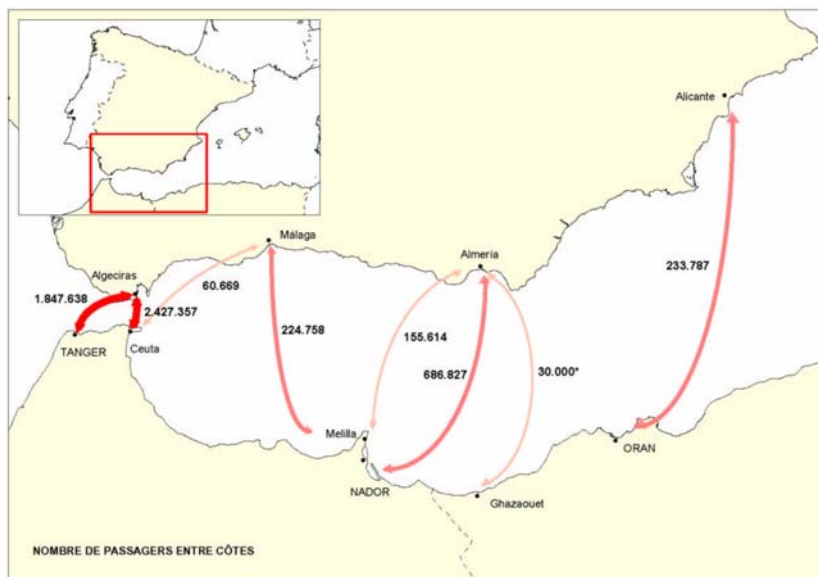 Alicante
Málaga
Almería
Algeciras
60.669
233.787
1.847.638
2.427.357
224.758
155.614
TANGER
Ceuta
686.827
30.000*
Melilla
ORAN
NADOR
Ghazaouet
NOMBRE DE PASSAGERS ENTRE CÔTES